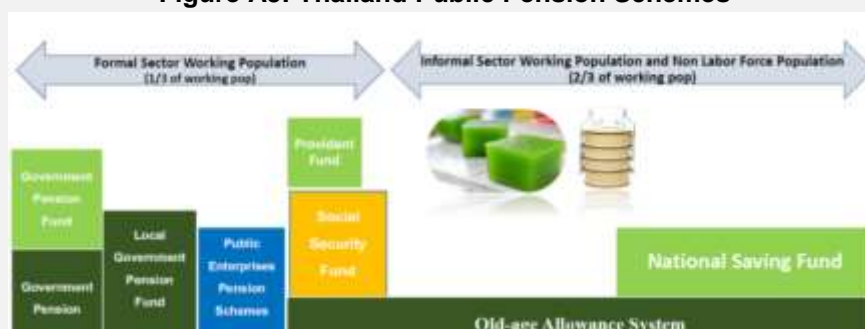 Figure A5: Thailand Public Pension Schemes
Formal Sector Working Population
(1/3 of working pop)
Informal Sector Working Population and Non Labor Force Population
(2/3 of working pop)
Government
Pension
Fund
Government
Pension
Local
Government
Pension
Fund
Public
Enterprises
Pension
Schemes
Provident
Fund
Social
Security
Fund
National Saving Fund
Old-age Allowance System